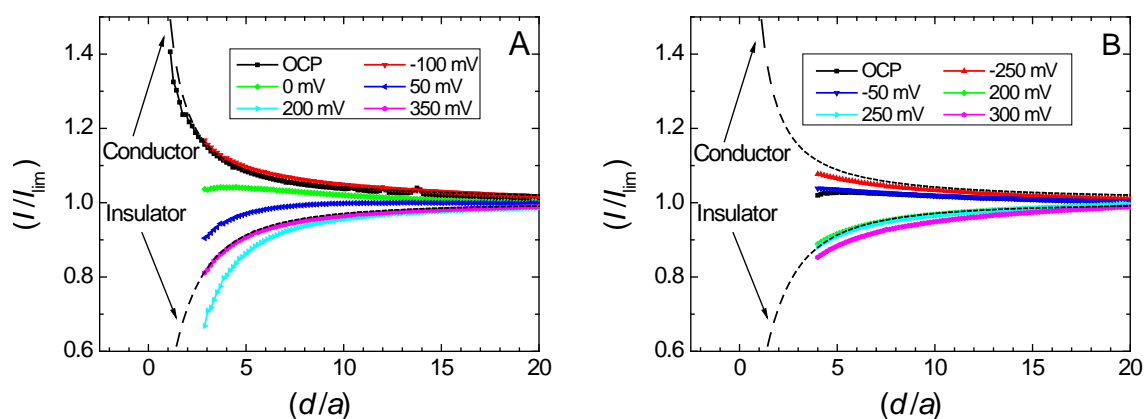 A
OCP -100 mV
0 mV 50 mV
200 mV 350 mV
Conductor
Insulator
1.4
1.2
1.0
0.8
0.6
(I/I_lim)
0 5 10 15 20
(d/a)
B
OCP -250 mV
-50 mV 200 mV
250 mV 300 mV
Conductor
Insulator
1.4
1.2
1.0
0.8
0.6
(I/I_lim)
0 5 10 15 20
(d/a)